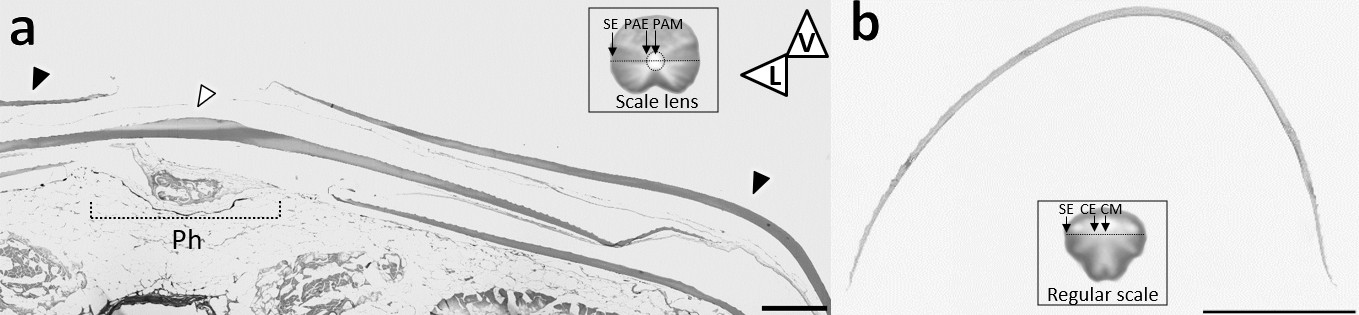 a
SE PAE PAM
Scale lens
V
L
Ph
b
SE CE CM
Regular scale